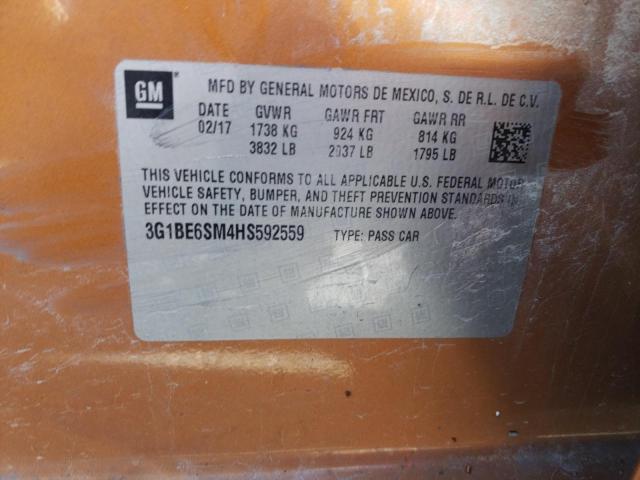 GM
MFD BY GENERAL MOTORS DE MEXICO, S. DE R.L. DE C.V.
DATE GVWR GAWR FRT GAWR RR
02/17 1738 KG 924 KG 814 KG
3832 LB 2037 LB 1795 LB
THIS VEHICLE CONFORMS TO ALL APPLICABLE U.S. FEDERAL MOTOR
VEHICLE SAFETY, BUMPER, AND THEFT PREVENTION STANDARDS IN
EFFECT ON THE DATE OF MANUFACTURE SHOWN ABOVE.
3G1BE6SM4HS592559 TYPE: PASS CAR